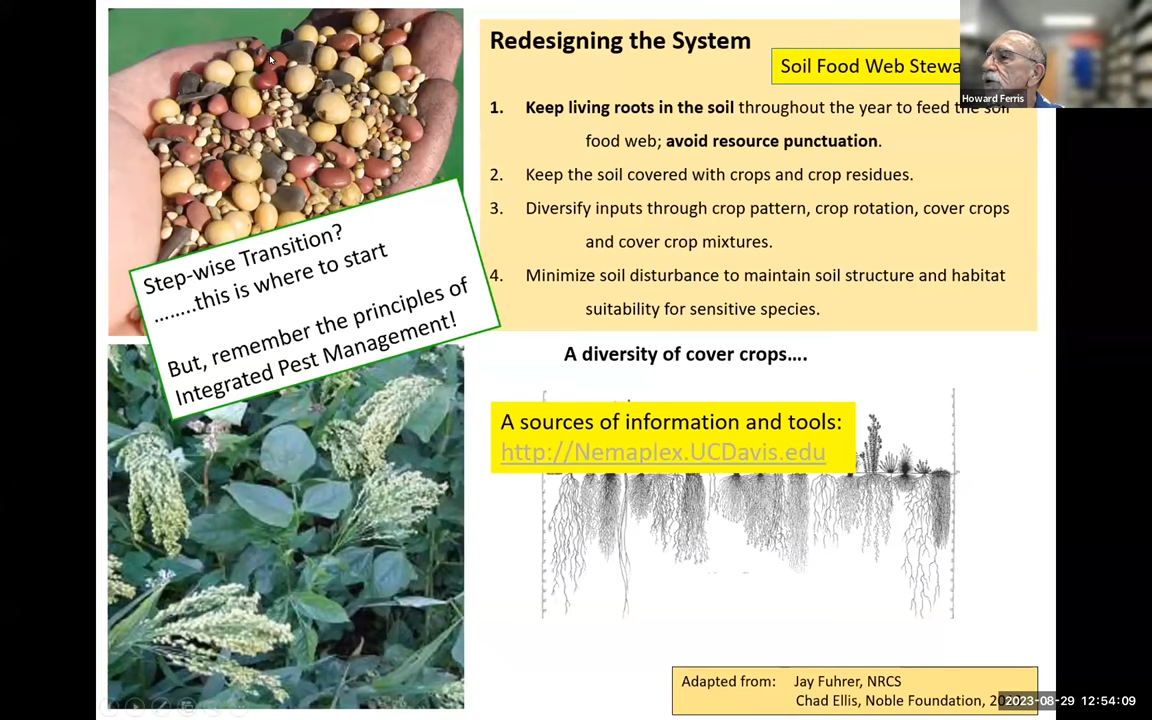 Redesigning the System
Soil Food Web Stewa
Howard Ferris
1. Keep living roots in the soil throughout the year to feed the soil
food web; avoid resource punctuation.
2. Keep the soil covered with crops and crop residues.
3. Diversify inputs through crop pattern, crop rotation, cover crops
and cover crop mixtures.
4. Minimize soil disturbance to maintain soil structure and habitat
suitability for sensitive species.
Step-wise Transition?
........this is where to start
But, remember the principles of
Integrated Pest Management!
A diversity of cover crops....
A sources of information and tools:
http://Nemaplex.UCDavis.edu
Adapted from: Jay Fuhrer, NRCS
Chad Ellis, Noble Foundation, 20
2023-08-29 12:54:09